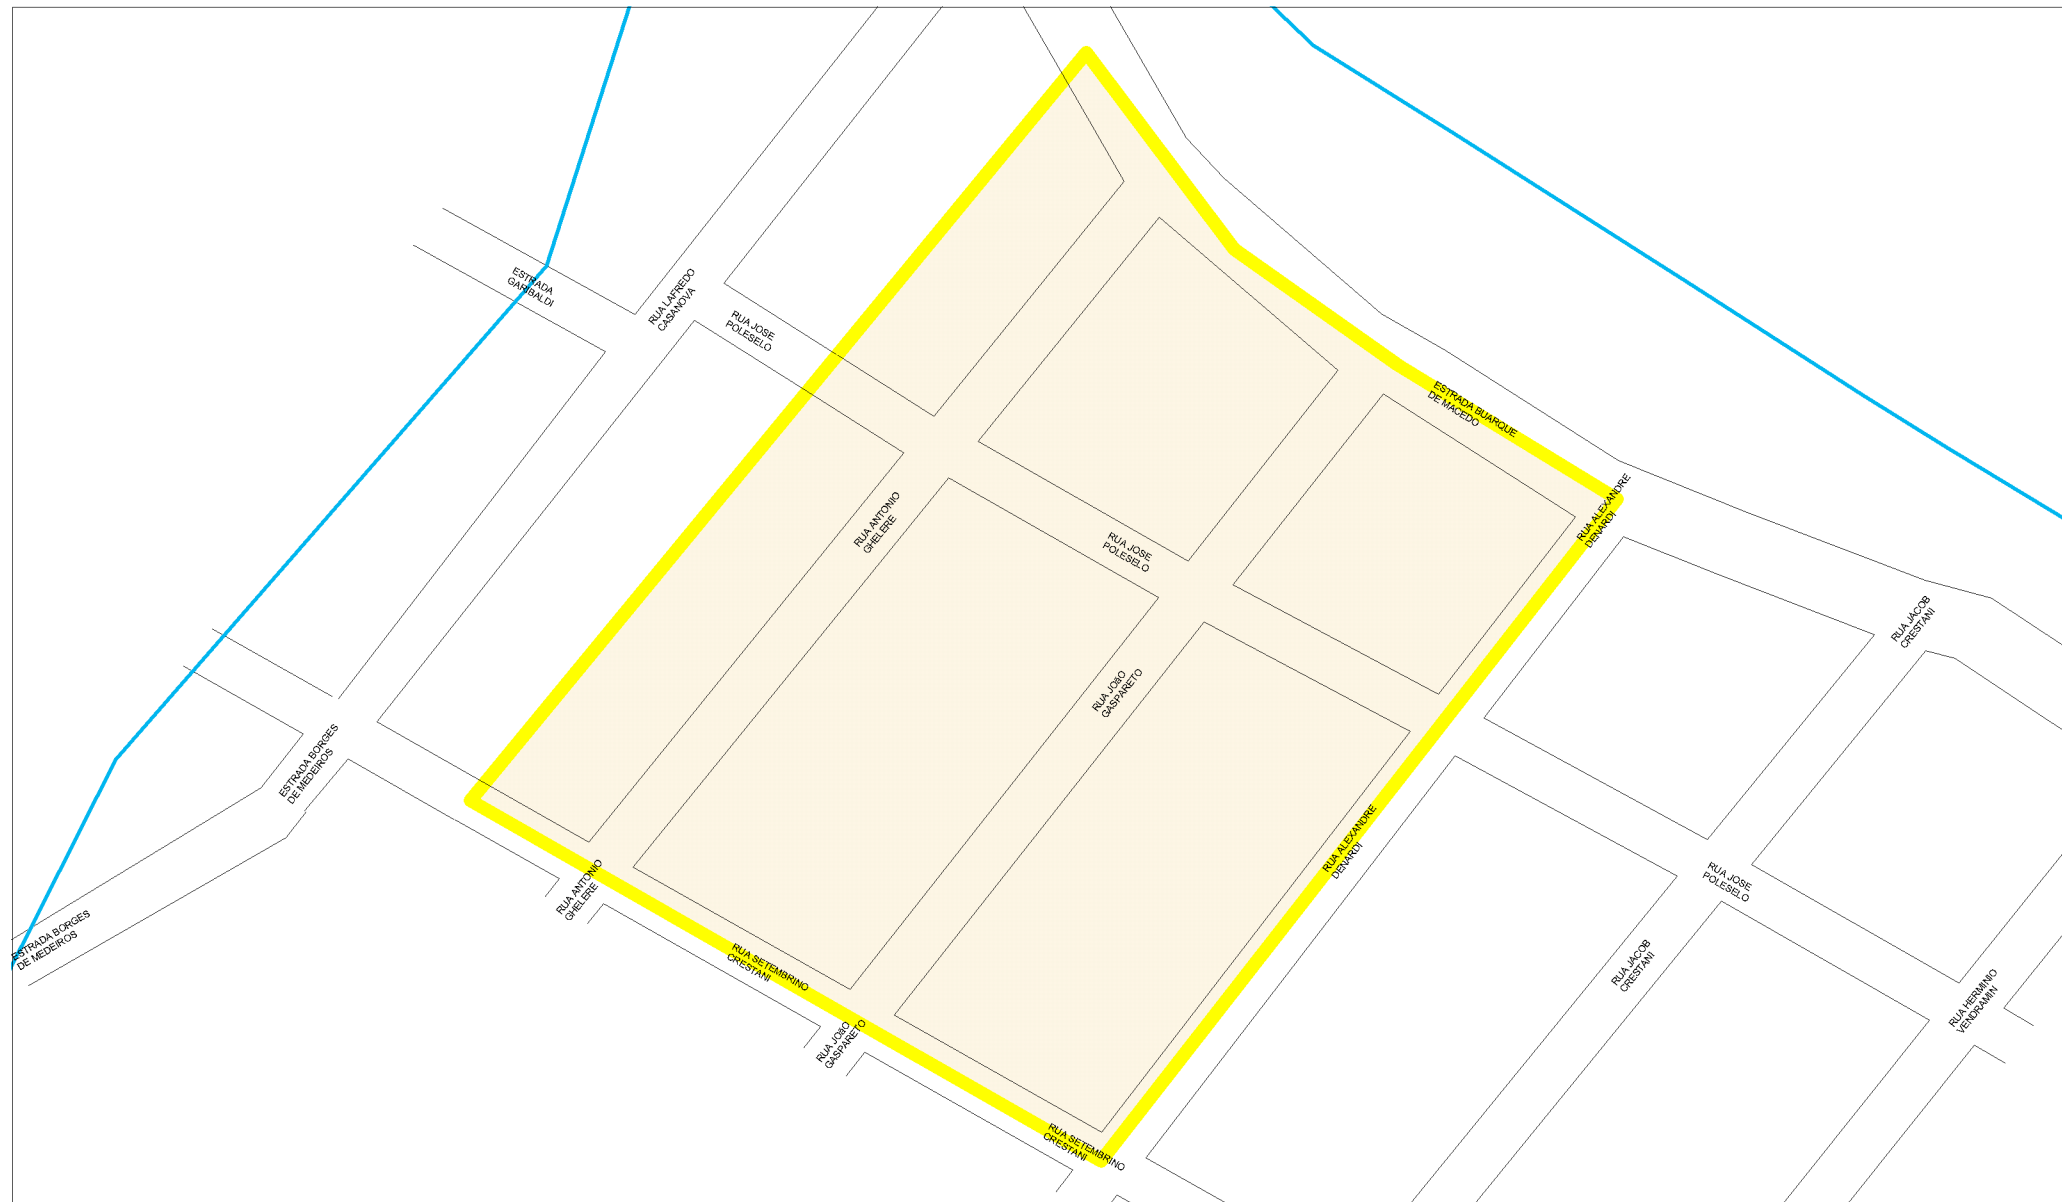 ESTRADA
GARIBALDI
RUA LAFREDO
CASANOVA
RUA JOSE
POLESELO
ESTRADA BUARQUE
DE MACEDO
RUA ANTONIO
GHELERE
RUA JOSE
POLESELO
RUA ALEXANDRE
DENARDI
RUA JACOB
CRESTANI
RUA JOãO
GASPARETO
ESTRADA BORGES
DE MEDEIROS
RUA ALEXANDRE
DENARDI
RUA JOSE
POLESELO
RUA ANTONIO
GHELERE
ESTRADA BORGES
DE MEDEIROS
RUA SETEMBRINO
CRESTANI
RUA JACOB
CRESTANI
RUA HERMINIO
VENDRAMIN
RUA JOãO
GASPARETO
RUA SETEMBRINO
CRESTANI